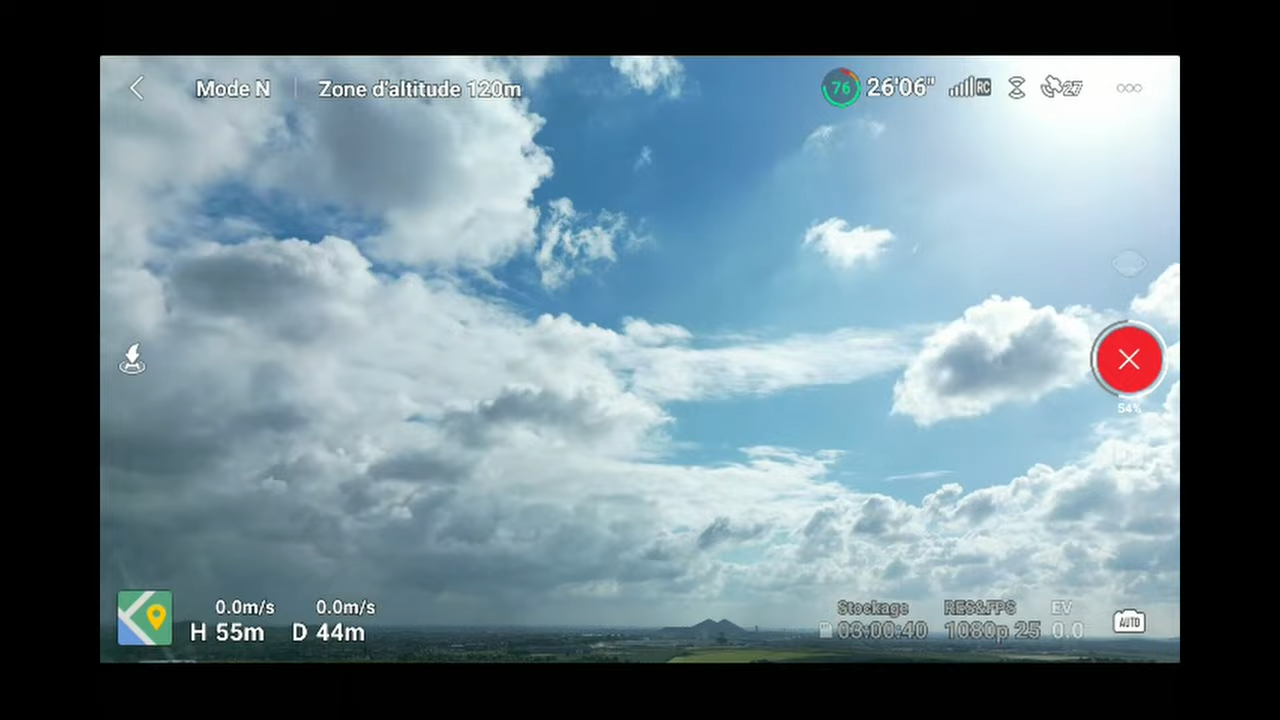 Mode N
Zone d'altitude 120m
76
26'06"
RC
27
54%
0.0m/s 0.0m/s
H 55m D 44m
Stockage RES&FPS EV
03:00:40 1080p 25 0.0
AUTO